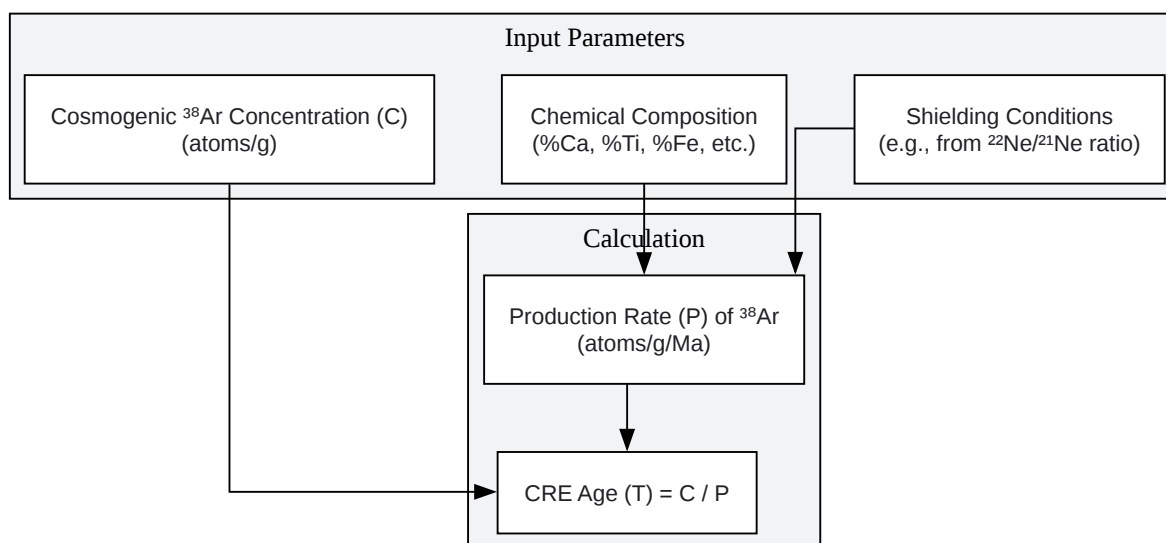 Input Parameters
Cosmogenic ³⁸Ar Concentration (C)
(atoms/g)
Chemical Composition
(%Ca, %Ti, %Fe, etc.)
Shielding Conditions
(e.g., from ²²Ne/²¹Ne ratio)
Calculation
Production Rate (P) of ³⁸Ar
(atoms/g/Ma)
CRE Age (T) = C / P